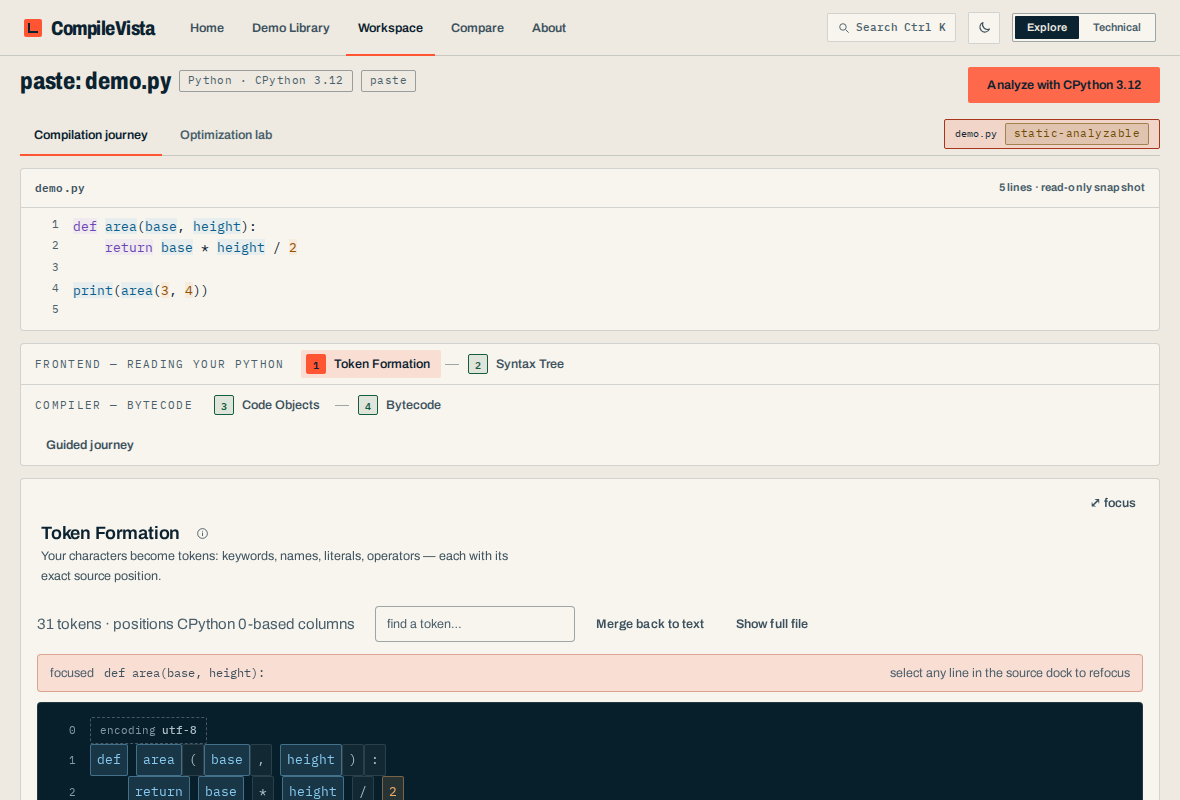 CompileVista Home Demo Library Workspace Compare About Search Ctrl K Explore Technical
paste: demo.py Python · CPython 3.12 paste Analyze with CPython 3.12
Compilation journey Optimization lab demo.py static-analyzable
demo.py 5 lines · read-only snapshot
1 def area(base, height):
2 return base * height / 2
3
4 print(area(3, 4))
5
FRONTEND — READING YOUR PYTHON 1 Token Formation — 2 Syntax Tree
COMPILER — BYTECODE 3 Code Objects — 4 Bytecode
Guided journey
⤢ focus
Token Formation
Your characters become tokens: keywords, names, literals, operators — each with its
exact source position.
31 tokens · positions CPython 0-based columns find a token… Merge back to text Show full file
focused def area(base, height): select any line in the source dock to refocus
0 encoding utf-8
1 def area ( base , height ) :
2 return base * height / 2